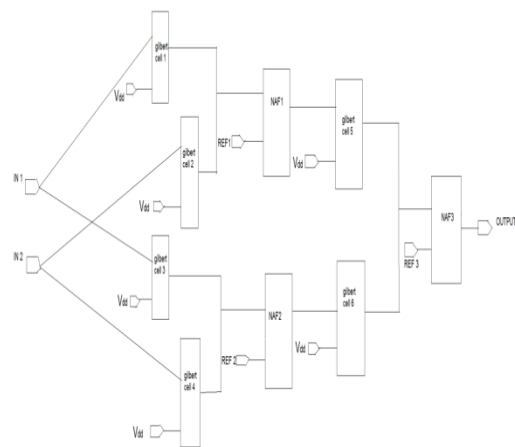 gilbert
cell 1
Vdd
NAF1
REF1
gilbert
cell 5
Vdd
gilbert
cell 2
Vdd
IN 1
NAF3
OUTPUT
REF 3
IN 2
gilbert
cell 3
Vdd
NAF2
REF 2
gilbert
cell 6
Vdd
gilbert
cell 4
Vdd